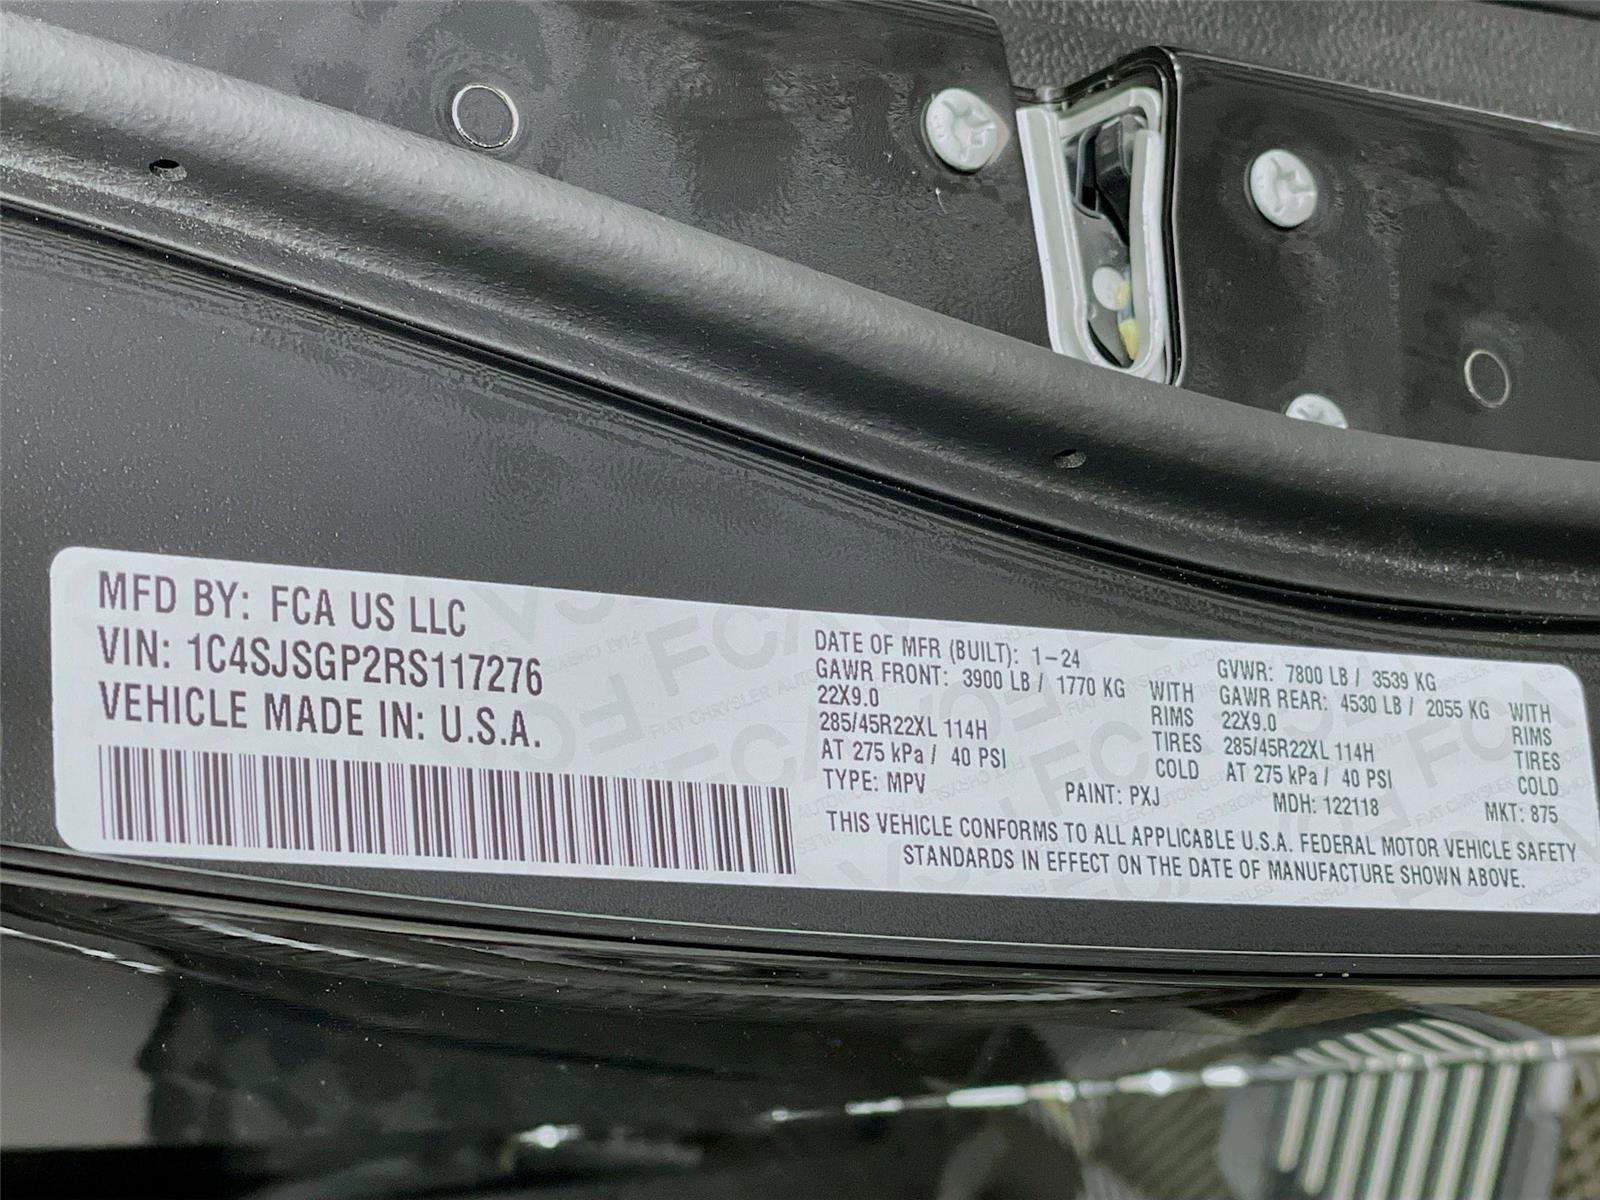 MFD BY: FCA US LLC
VIN: 1C4SJSGP2RS117276
VEHICLE MADE IN: U.S.A.
DATE OF MFR (BUILT): 1-24
GAWR FRONT: 3900 LB / 1770 KG WITH
22X9.0 RIMS
285/45R22XL 114H TIRES
AT 275 kPa / 40 PSI COLD
TYPE: MPV
GVWR: 7800 LB / 3539 KG
GAWR REAR: 4530 LB / 2055 KG WITH
22X9.0 RIMS
285/45R22XL 114H TIRES
AT 275 kPa / 40 PSI COLD
PAINT: PXJ MDH: 122118 MKT: 875
THIS VEHICLE CONFORMS TO ALL APPLICABLE U.S.A. FEDERAL MOTOR VEHICLE SAFETY
STANDARDS IN EFFECT ON THE DATE OF MANUFACTURE SHOWN ABOVE.